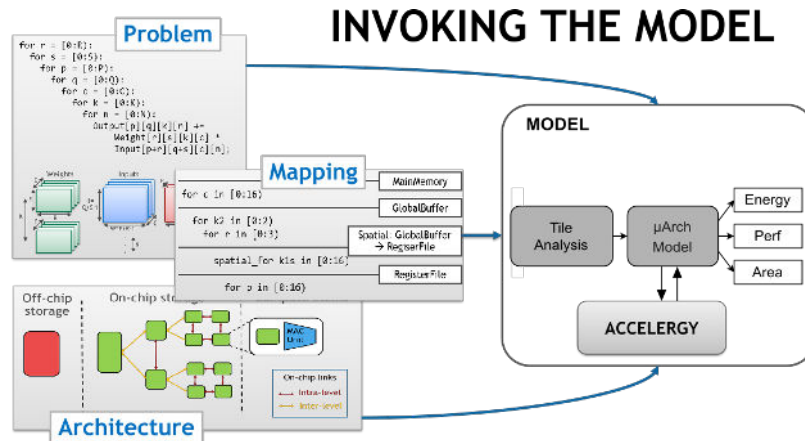 INVOKING THE MODEL
Problem
for r = [0:R):
for s = [0:S):
for p = [0:P):
for q = [0:Q):
for c = [0:C):
for k = [0:K):
for n = [0:N):
Output[p][q][k][n] +=
Weight[r][s][k][c] *
Input[p+r][q+s][c][n];
Weights
Inputs
Mapping
MainMemory
for c in [0:16)
GlobalBuffer
for k2 in [0:2)
for r in [0:3)
Spatial: GlobalBuffer
→ RegiserFile
spatial_for k1s in [0:16)
RegisterFile
for p in [0:16)
Off-chip
storage
On-chip
MAC
Unit
On-chip links
Intra-level
Inter-level
Architecture
MODEL
Tile
Analysis
µArch
Model
Energy
Perf
Area
ACCELERGY